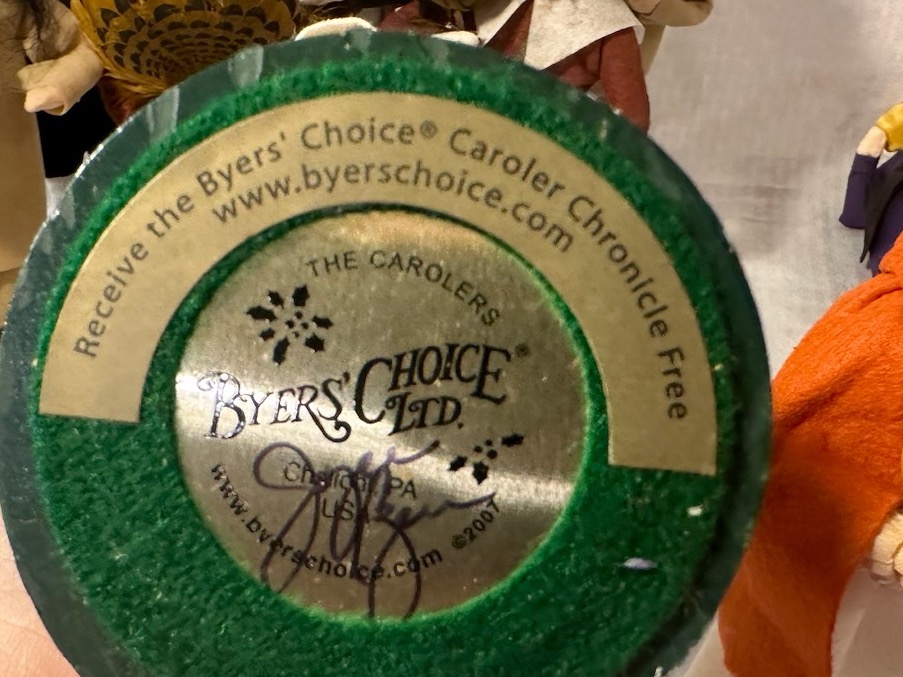 Receive the Byers' Choice® Caroler Chronicle Free
www.byerschoice.com
THE CAROLERS
BYERS' CHOICE®
LTD.
Chalfont, PA
USA
www.byerschoice.com ©2007